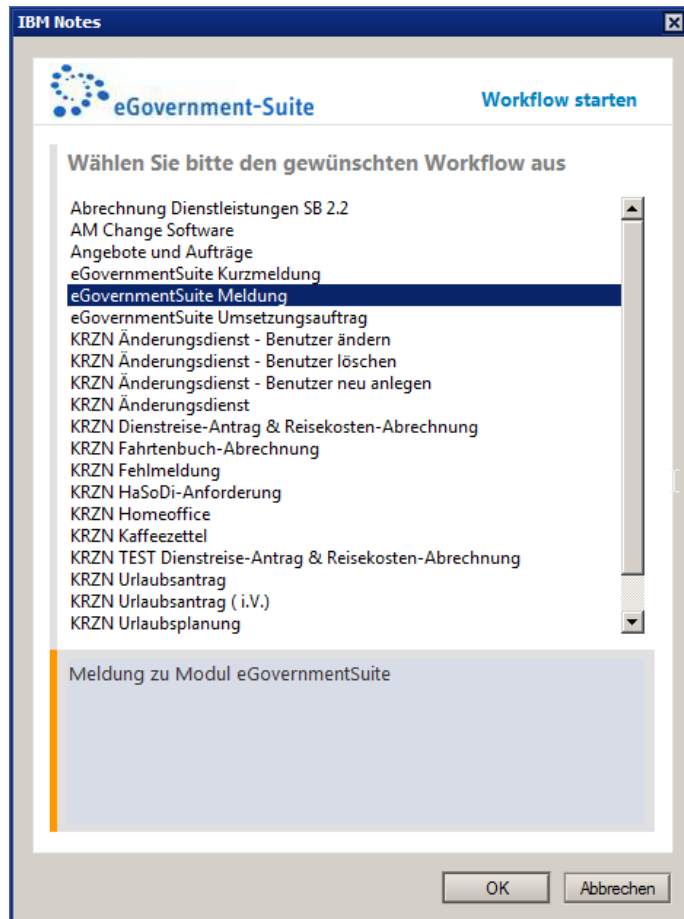 IBM Notes
eGovernment-Suite
Workflow starten
Wählen Sie bitte den gewünschten Workflow aus
Abrechnung Dienstleistungen SB 2.2
AM Change Software
Angebote und Aufträge
eGovernmentSuite Kurzmeldung
eGovernmentSuite Meldung
eGovernmentSuite Umsetzungsauftrag
KRZN Änderungsdienst - Benutzer ändern
KRZN Änderungsdienst - Benutzer löschen
KRZN Änderungsdienst - Benutzer neu anlegen
KRZN Änderungsdienst
KRZN Dienstreise-Antrag & Reisekosten-Abrechnung
KRZN Fahrtenbuch-Abrechnung
KRZN Fehlmeldung
KRZN HaSoDi-Anforderung
KRZN Homeoffice
KRZN Kaffeezettel
KRZN TEST Dienstreise-Antrag & Reisekosten-Abrechnung
KRZN Urlaubsantrag
KRZN Urlaubsantrag ( i.V.)
KRZN Urlaubsplanung
Meldung zu Modul eGovernmentSuite
OK
Abbrechen